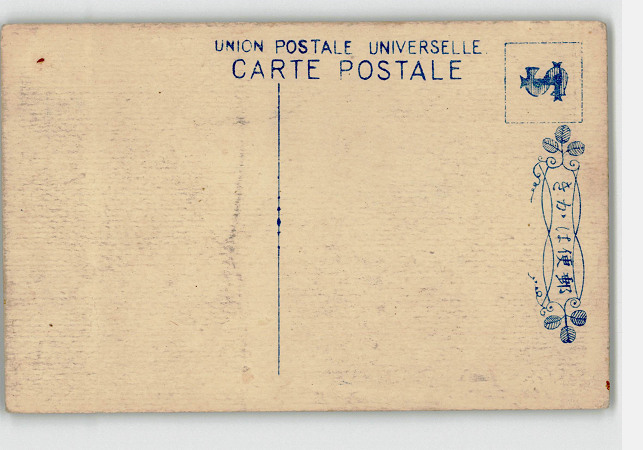 UNION POSTALE UNIVERSELLE.
CARTE POSTALE
きかは便郵